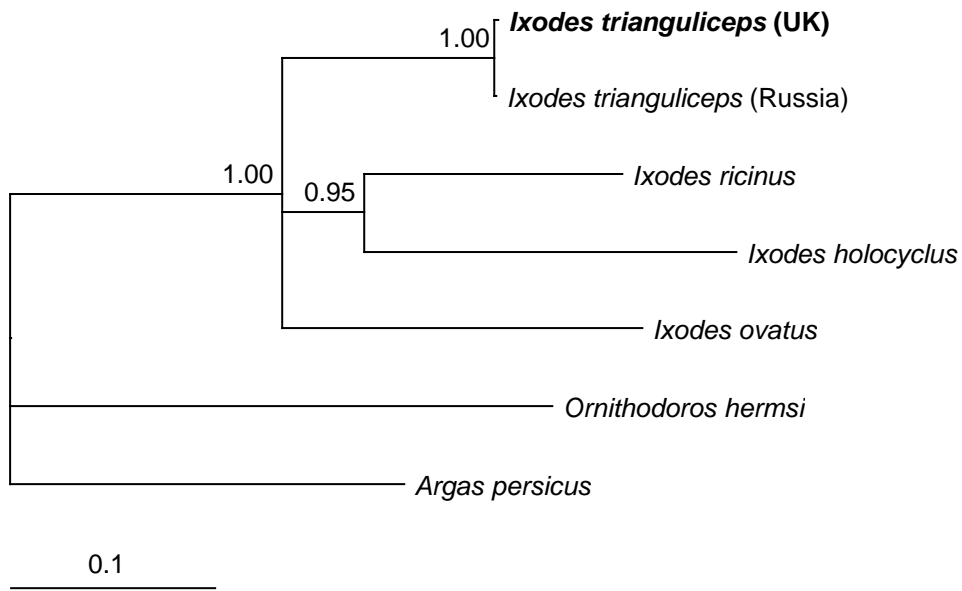 Ixodes trianguliceps (UK)
1.00
Ixodes trianguliceps (Russia)
1.00
0.95
Ixodes ricinus
Ixodes holocyclus
Ixodes ovatus
Ornithodoros hermsi
Argas persicus
0.1